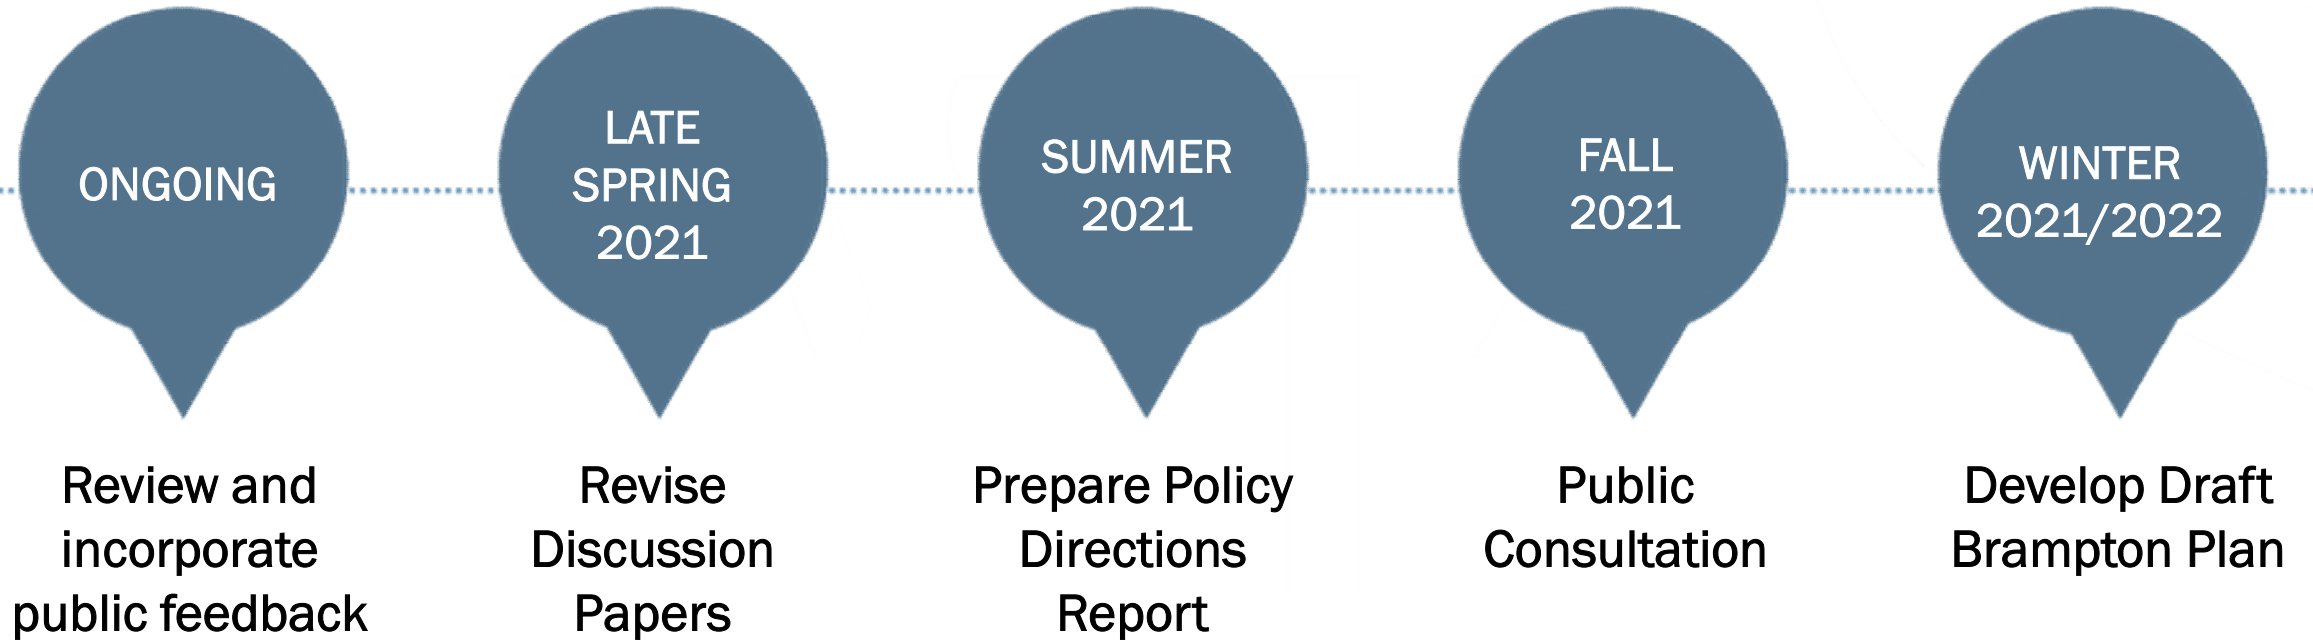 ONGOING
Review and
incorporate
public feedback
LATE
SPRING
2021
Revise
Discussion
Papers
SUMMER
2021
Prepare Policy
Directions
Report
FALL
2021
Public
Consultation
WINTER
2021/2022
Develop Draft
Brampton Plan